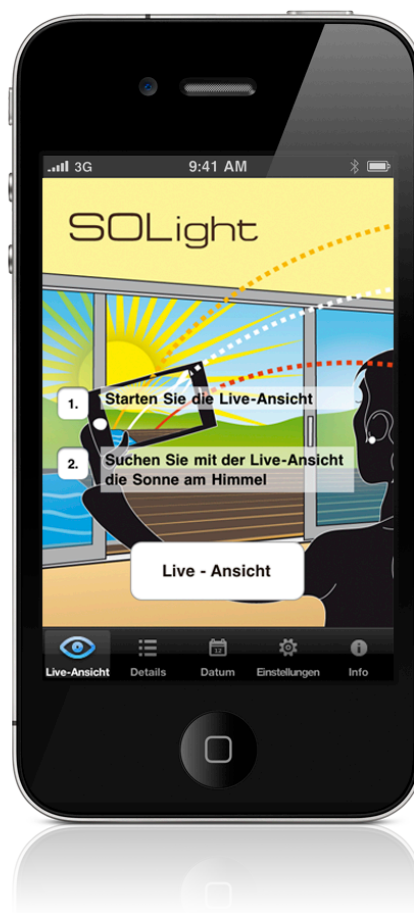 3G 9:41 AM
SOLight
1. Starten Sie die Live-Ansicht
2. Suchen Sie mit der Live-Ansicht
die Sonne am Himmel
Live - Ansicht
12
Live-Ansicht Details Datum Einstellungen Info